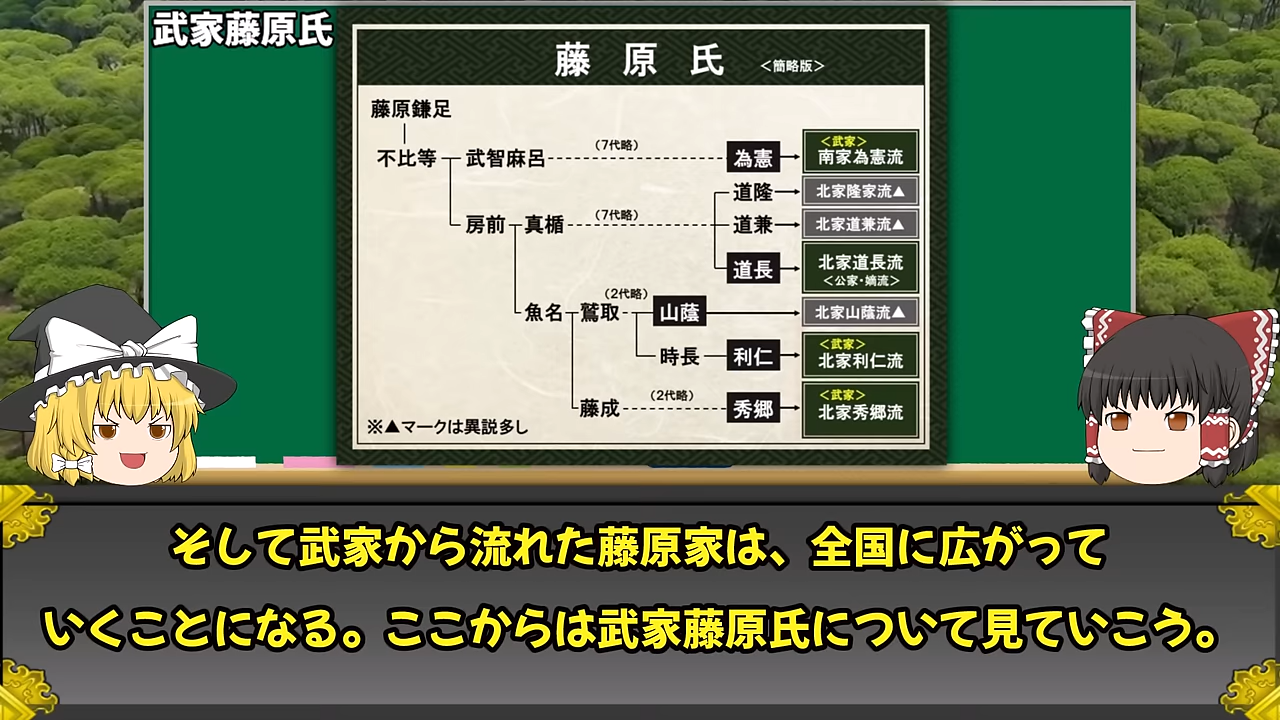 武家藤原氏
藤原氏 <簡略版>
藤原鎌足
不比等 武智麻呂 (7代略) 為憲 <武家> 南家為憲流
道隆 北家隆家流▲
房前 真楯 (7代略) 道兼 北家道兼流▲
道長 北家道長流 <公家・嫡流>
魚名 鷲取 (2代略) 山蔭 北家山蔭流▲
時長 利仁 <武家> 北家利仁流
藤成 (2代略) 秀郷 <武家> 北家秀郷流
※▲マークは異説多し
そして武家から流れた藤原家は、全国に広がって
いくことになる。ここからは武家藤原氏について見ていこう。